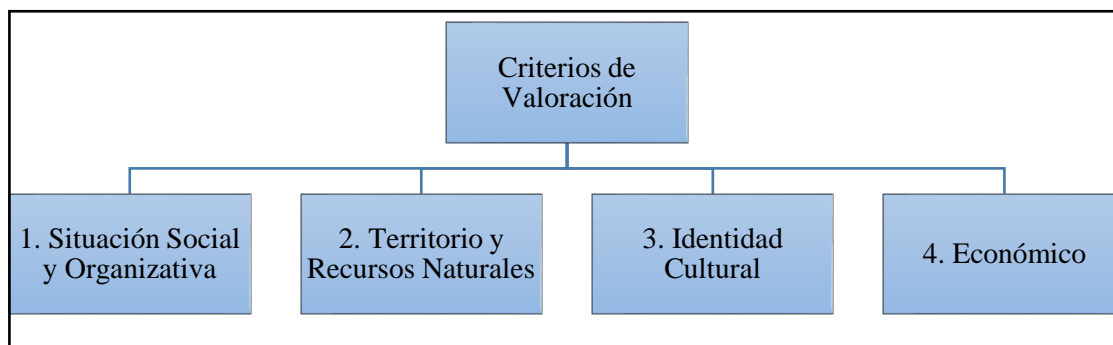 Criterios de
Valoración
1. Situación Social
y Organizativa
2. Territorio y
Recursos Naturales
3. Identidad
Cultural
4. Económico